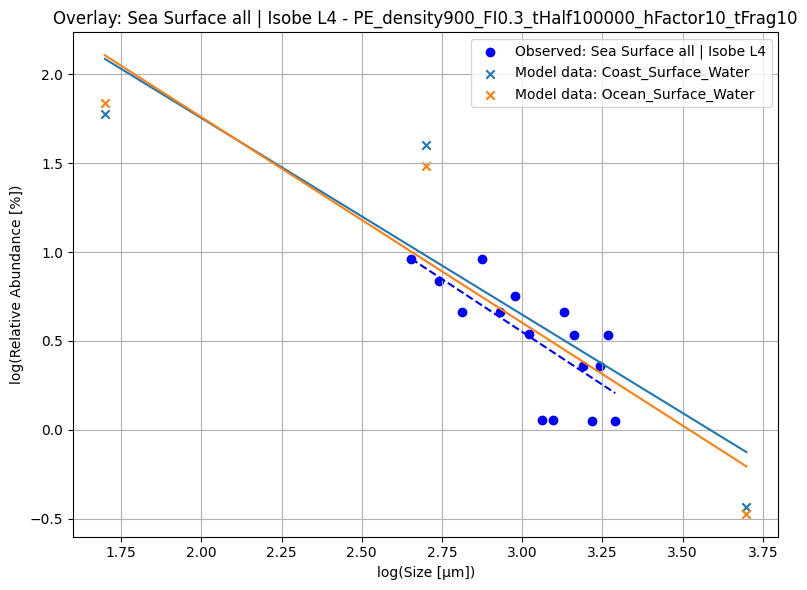 Overlay: Sea Surface all | Isobe L4 - PE_density900_FI0.3_tHalf100000_hFactor10_tFrag10
Observed: Sea Surface all | Isobe L4
Model data: Coast_Surface_Water
Model data: Ocean_Surface_Water
log(Relative Abundance [%])
2.0
1.5
1.0
0.5
0.0
−0.5
1.75 2.00 2.25 2.50 2.75 3.00 3.25 3.50 3.75
log(Size [μm])